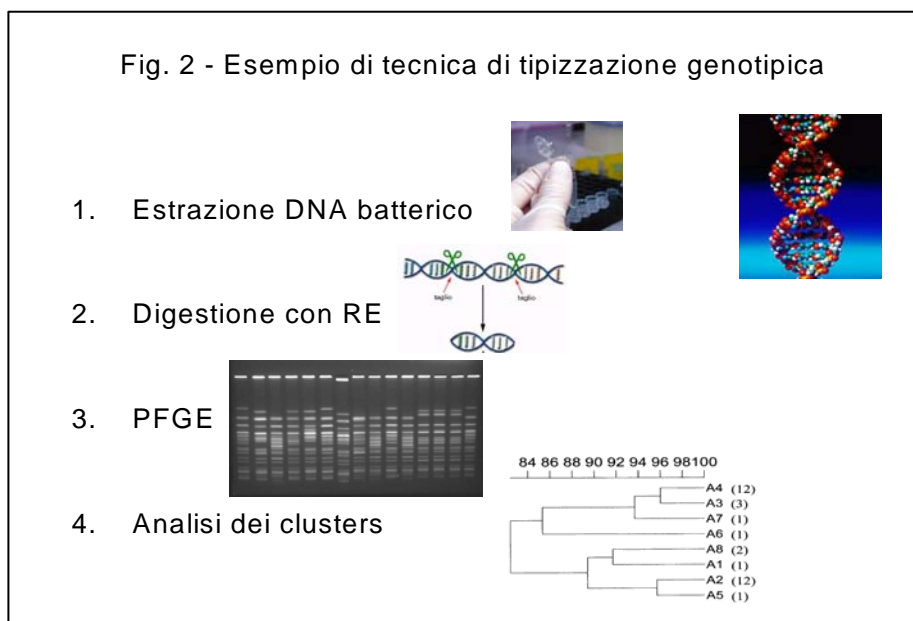 Fig. 2 - Esempio di tecnica di tipizzazione genotipica
1. Estrazione DNA batterico
2. Digestione con RE
taglio taglio
3. PFGE
4. Analisi dei clusters
84 86 88 90 92 94 96 98 100
A4 (12)
A3 (3)
A7 (1)
A6 (1)
A8 (2)
A1 (1)
A2 (12)
A5 (1)